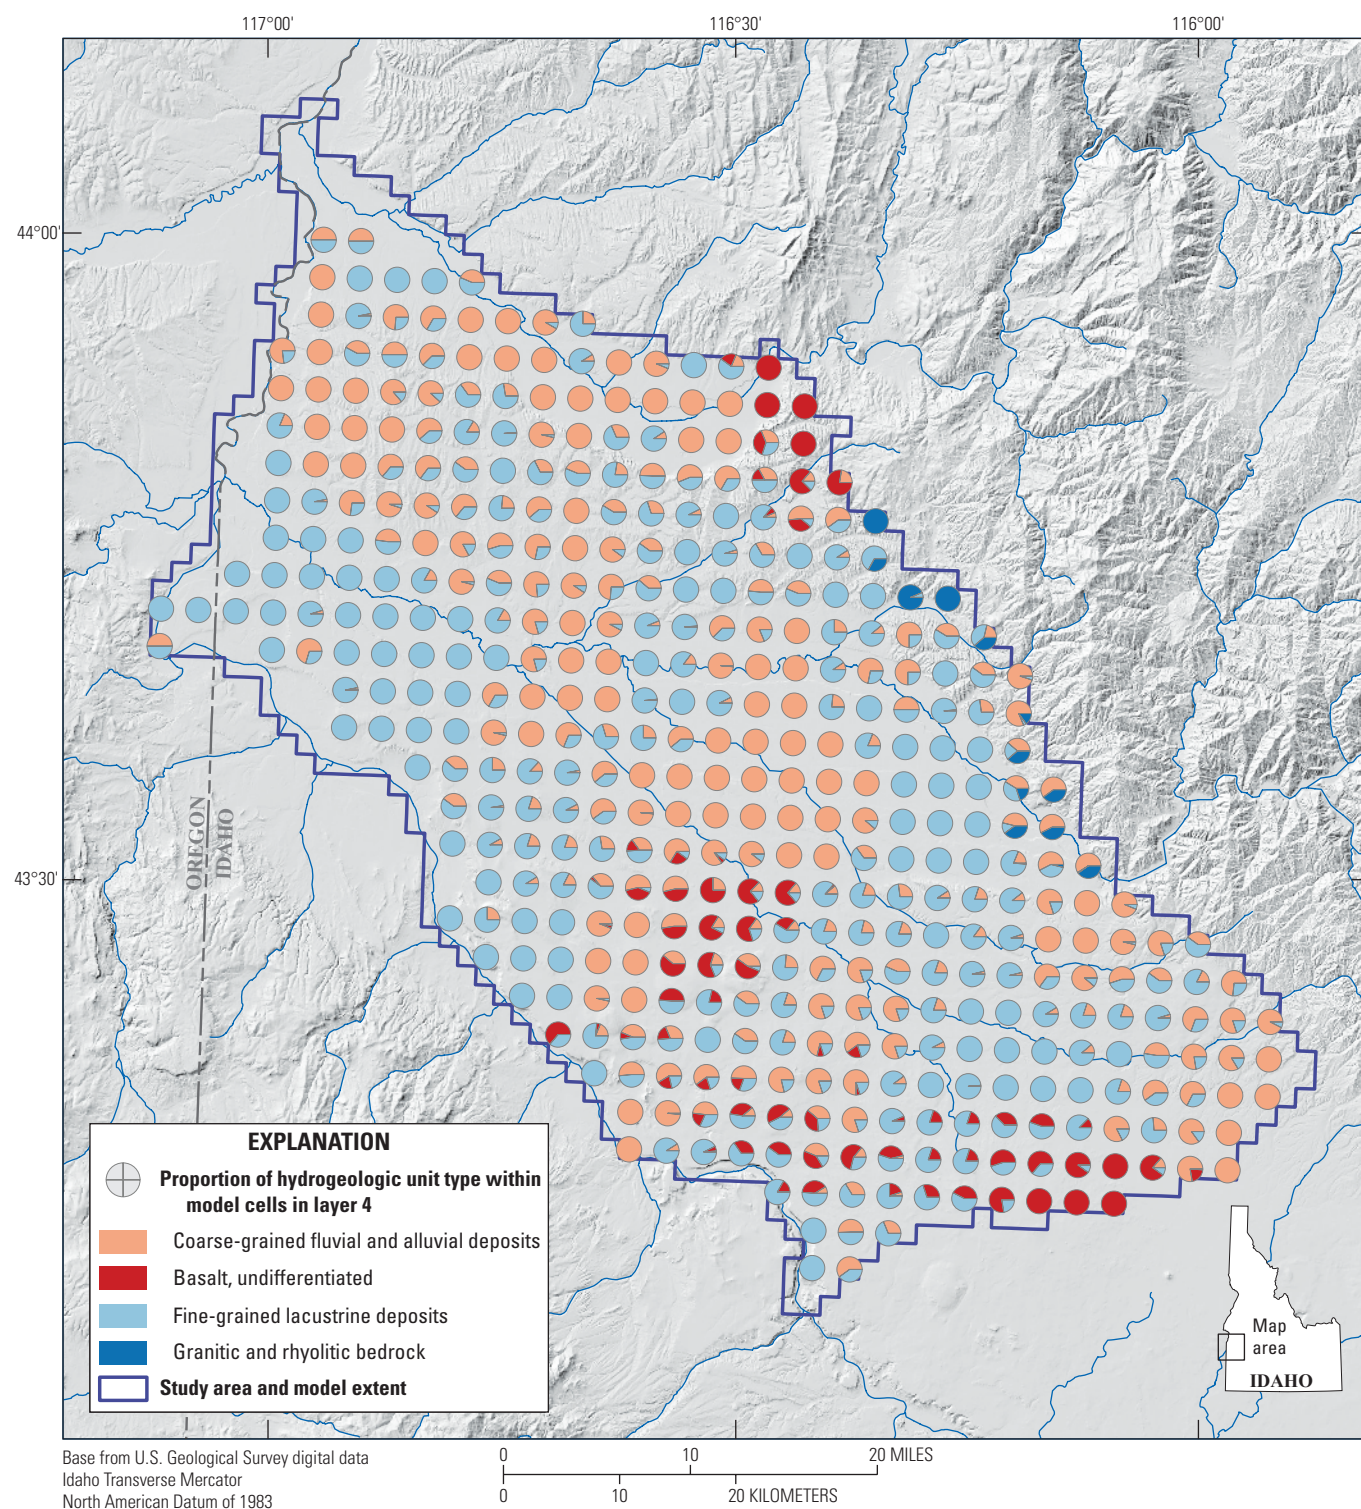 117°00'
116°30'
116°00'
44°00'
43°30'
OREGON
IDAHO
EXPLANATION
Proportion of hydrogeologic unit type within
model cells in layer 4
Coarse-grained fluvial and alluvial deposits
Basalt, undifferentiated
Fine-grained lacustrine deposits
Granitic and rhyolitic bedrock
Study area and model extent
Map
area
IDAHO
Base from U.S. Geological Survey digital data
Idaho Transverse Mercator
North American Datum of 1983
0 10 20 MILES
0 10 20 KILOMETERS